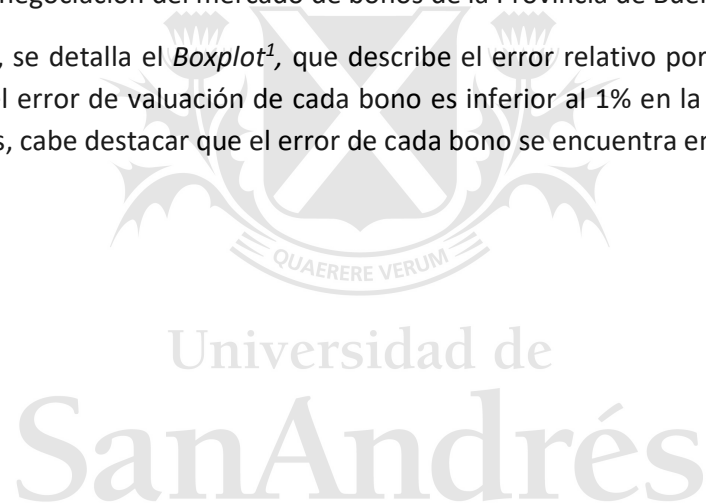 negociación del mercado de bonos de la Provincia de Buen
, se detalla el Boxplot¹, que describe el error relativo por
l error de valuación de cada bono es inferior al 1% en la
s, cabe destacar que el error de cada bono se encuentra en
QUAERERE VERUM
Universidad de
SanAndrés